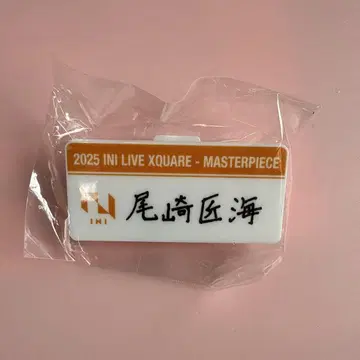 2025 INI LIVE XQUARE - MASTERPIECE
INI
尾崎匠海